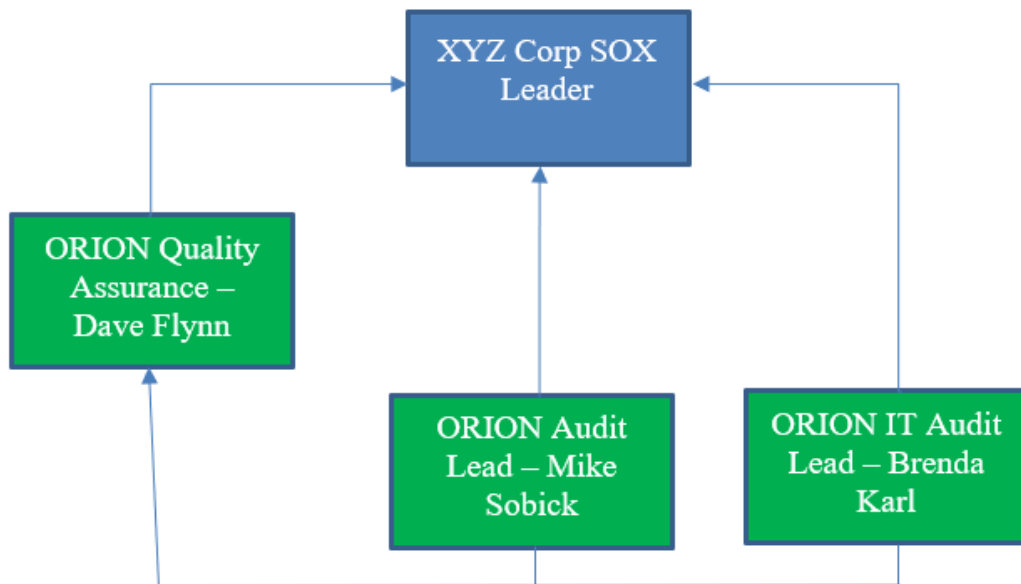 XYZ Corp SOX
Leader
ORION Quality
Assurance –
Dave Flynn
ORION Audit
Lead – Mike
Sobick
ORION IT Audit
Lead – Brenda
Karl